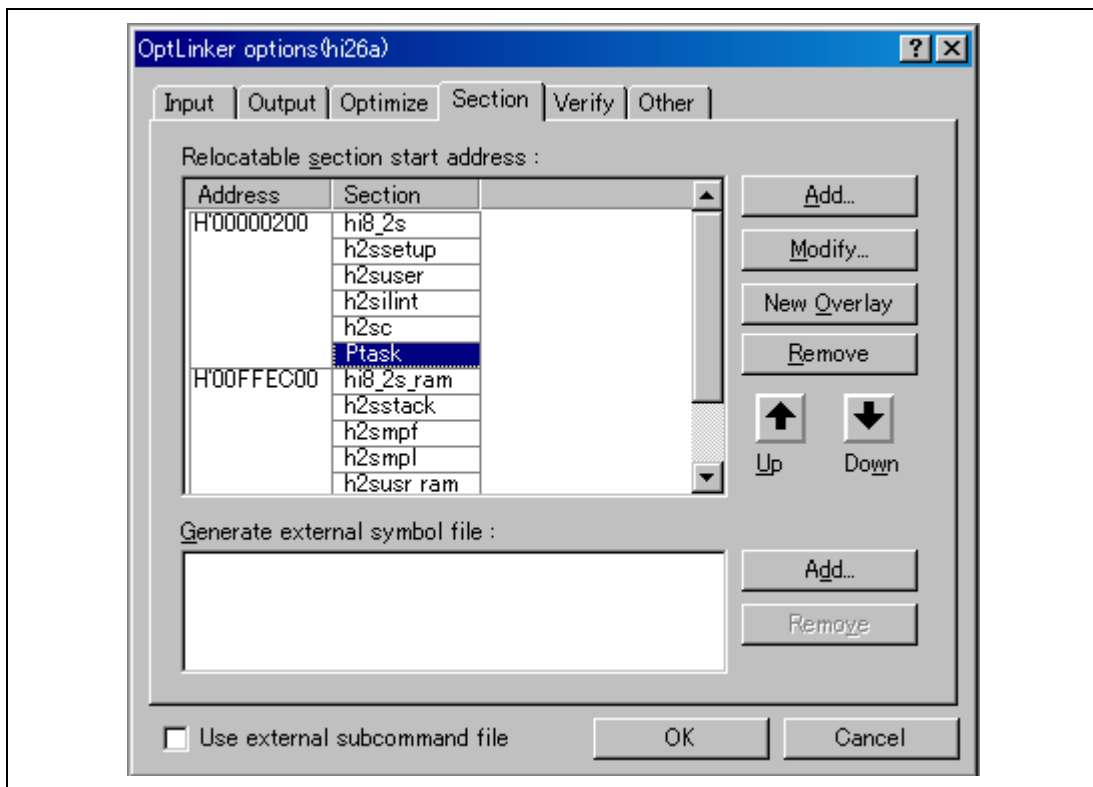 OptLinker options(hi26a)
Input Output Optimize Section Verify Other
Relocatable section start address :
Address Section
H'00000200 hi8_2s
h2ssetup
h2suser
h2silint
h2sc
Ptask
H'00FFEC00 hi8_2s_ram
h2sstack
h2smpf
h2smpl
h2susr_ram
Add...
Modify...
New Overlay
Remove
Up Down
Generate external symbol file :
Add...
Remove
Use external subcommand file
OK Cancel